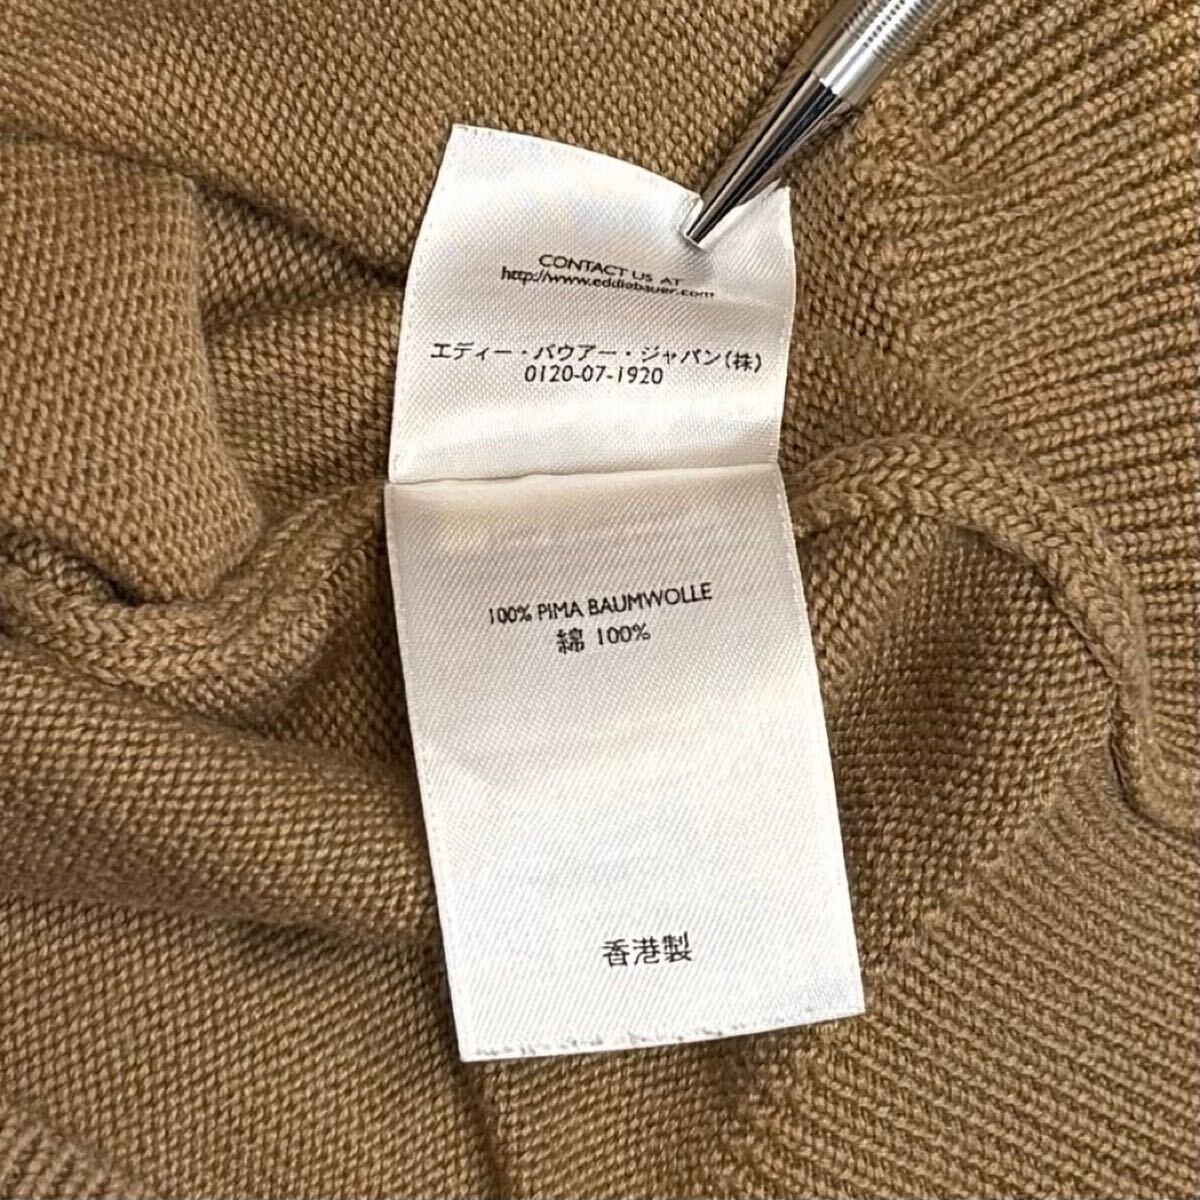 CONTACT US AT
http://www.eddiebauer.com
エディー・バウアー・ジャパン(株)
0120-07-1920
100% PIMA BAUMWOLLE
綿 100%
香港製